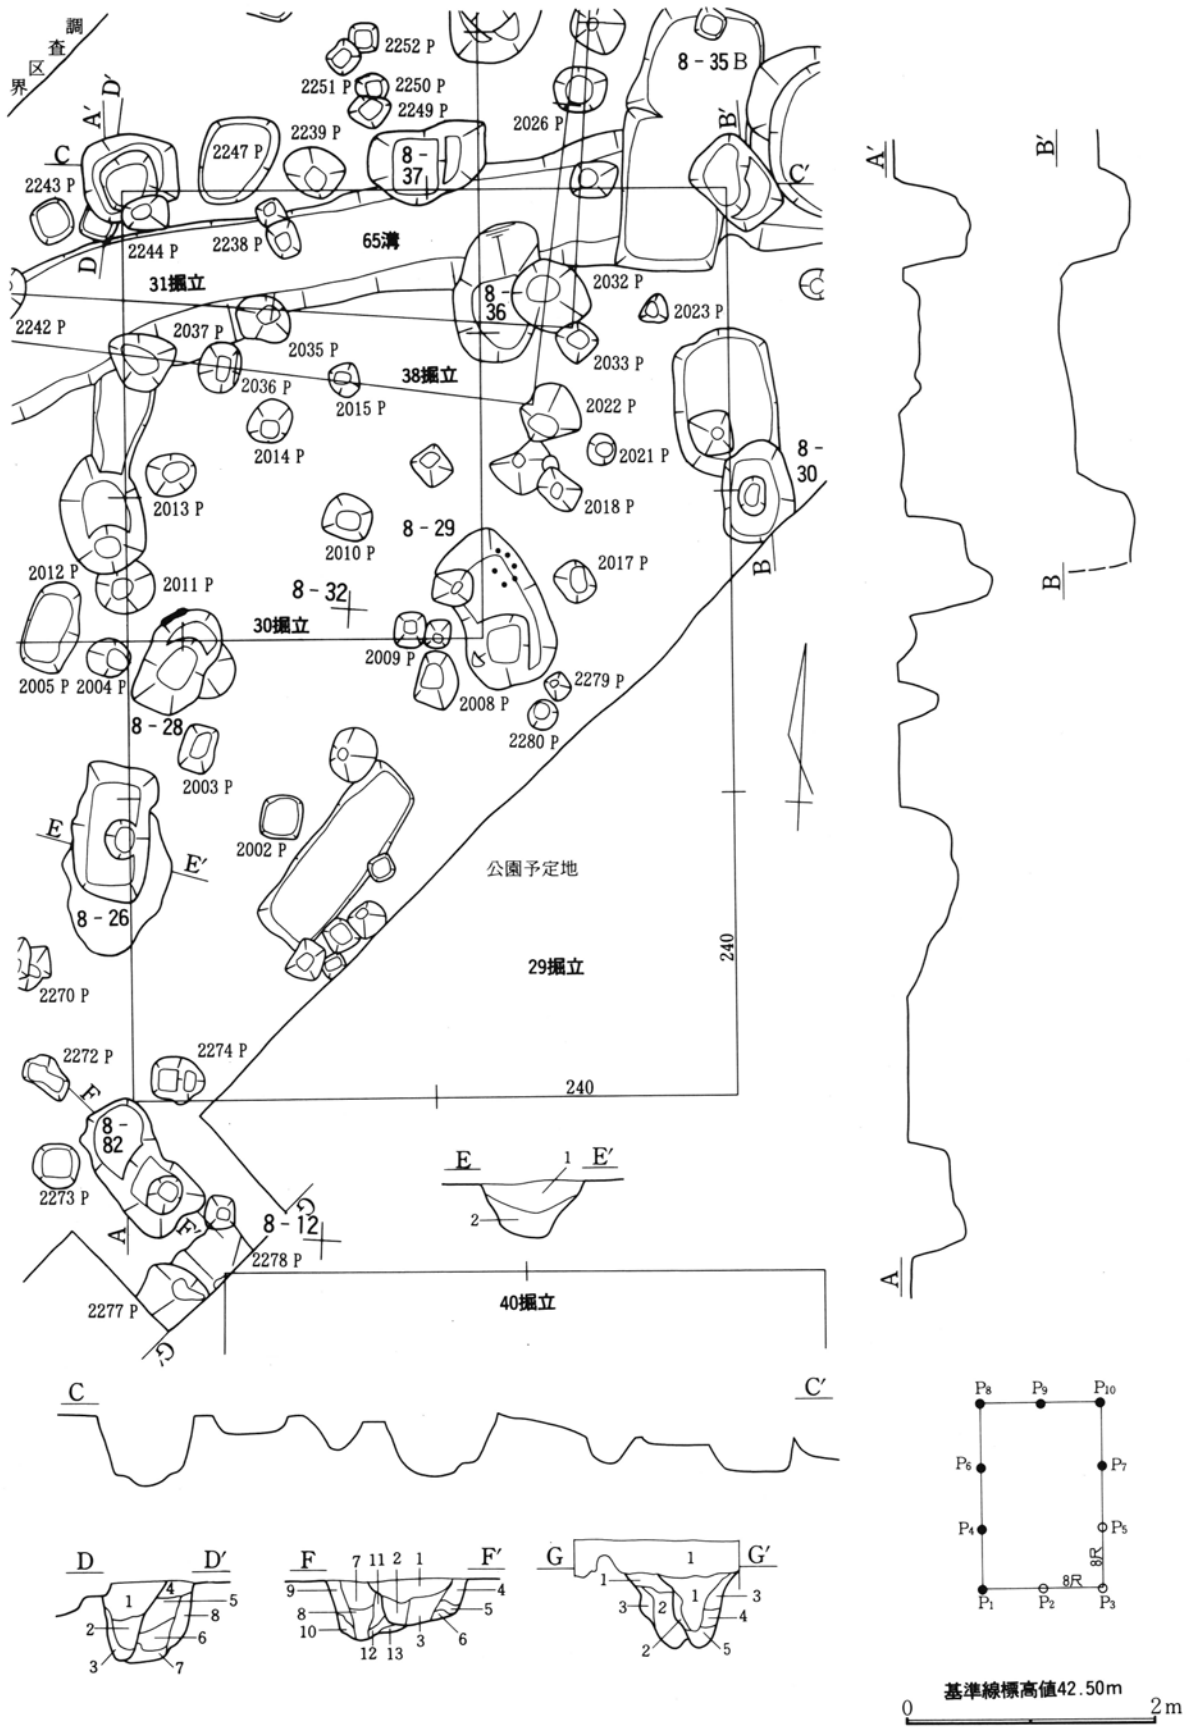 調
査
区
界
2252 P
2251 P
2250 P
2249 P
8-35 B
A′
D′
2239 P
2247 P
8-
37
2026 P
B′
A′
B′
C
C′
2243 P
2244 P
2238 P
65溝
D
31掘立
8-
36
2032 P
2023 P
2242 P
2037 P
2035 P
2033 P
2036 P
38掘立
2015 P
2022 P
2014 P
2021 P
8-
30
2013 P
2018 P
2010 P
8-29
2012 P
2011 P
2017 P
B
B
8-32
30掘立
2009 P
2005 P
2004 P
2279 P
2008 P
8-28
2280 P
2003 P
E
2002 P
E′
公園予定地
8-26
240
29掘立
2270 P
2272 P
2274 P
F
240
8-
82
E
1
E′
2273 P
2
G
A
F′
8-12
2278 P
A
2277 P
40掘立
G′
C
C′
P8
P9
P10
P6
P7
P4
P5
8尺
8尺
P1
P2
P3
D
D′
1
2
3
4
5
8
6
7
F
F′
7
11
2
1
9
8
10
12
13
3
4
5
6
G
G′
1
1
1
3
2
2
3
4
5
基準線標高値42.50m
0
2m